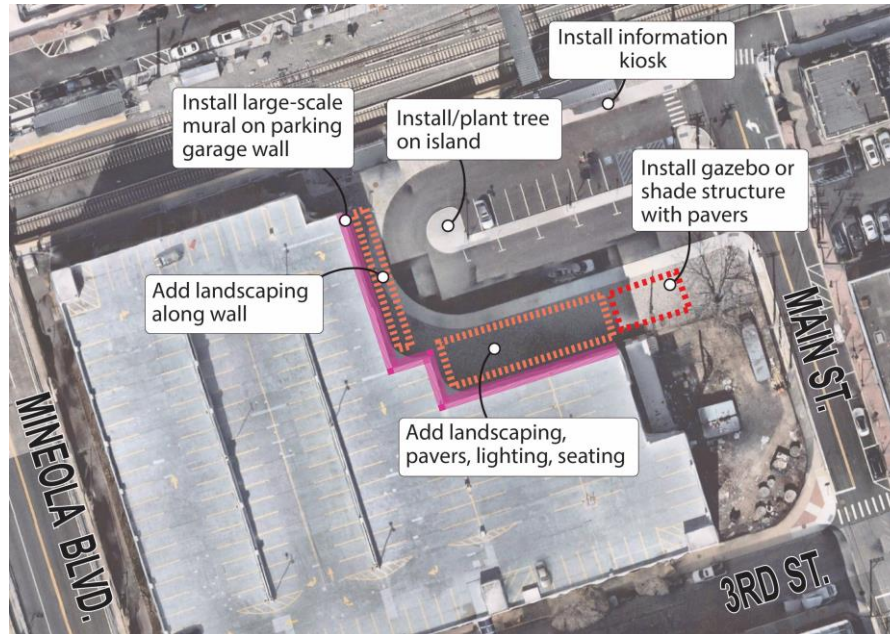 Install information
kiosk
Install large-scale
mural on parking
garage wall
Install/plant tree
on island
Install gazebo or
shade structure
with pavers
Add landscaping
along wall
Add landscaping,
pavers, lighting, seating
MAIN ST.
MINEOLA BLVD.
3RD ST.